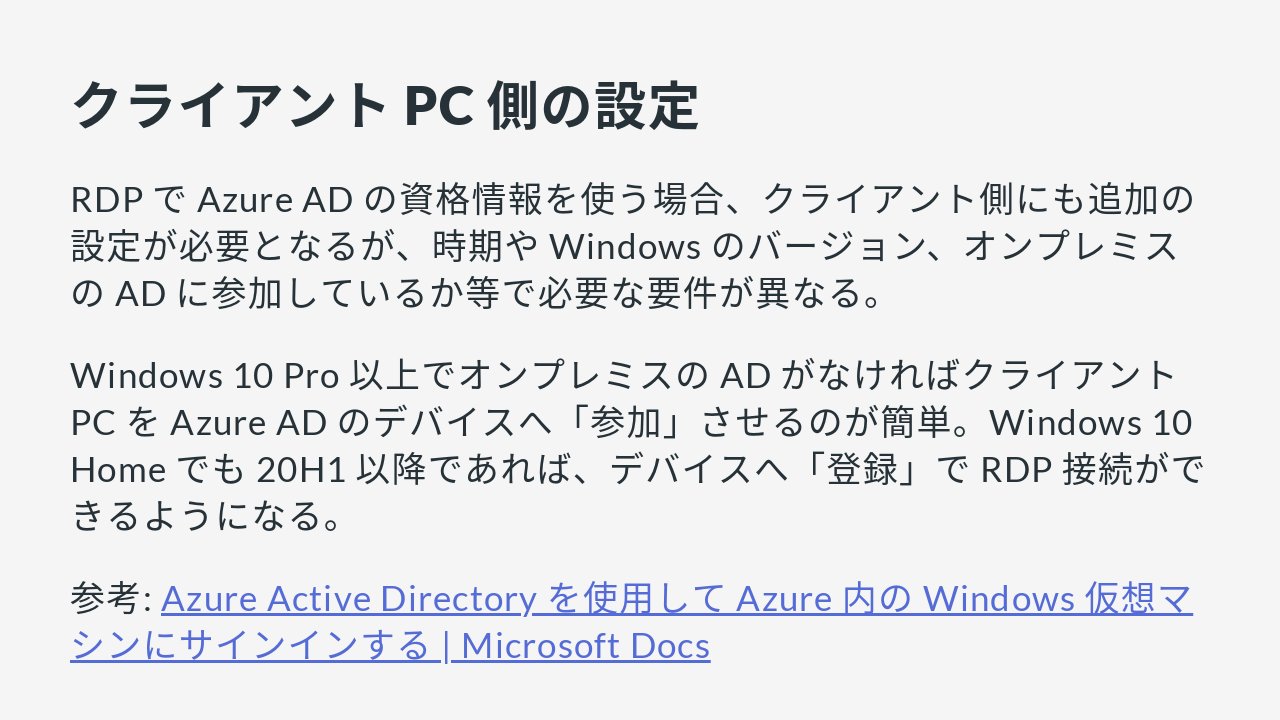 クライアント PC 側の設定
RDP で Azure AD の資格情報を使う場合、クライアント側にも追加の
設定が必要となるが、時期や Windows のバージョン、オンプレミス
の AD に参加しているか等で必要な要件が異なる。
Windows 10 Pro 以上でオンプレミスの AD がなければクライアント
PC を Azure AD のデバイスへ「参加」させるのが簡単。Windows 10
Home でも 20H1 以降であれば、デバイスへ「登録」で RDP 接続がで
きるようになる。
参考: Azure Active Directory を使用して Azure 内の Windows 仮想マ
シンにサインインする | Microsoft Docs